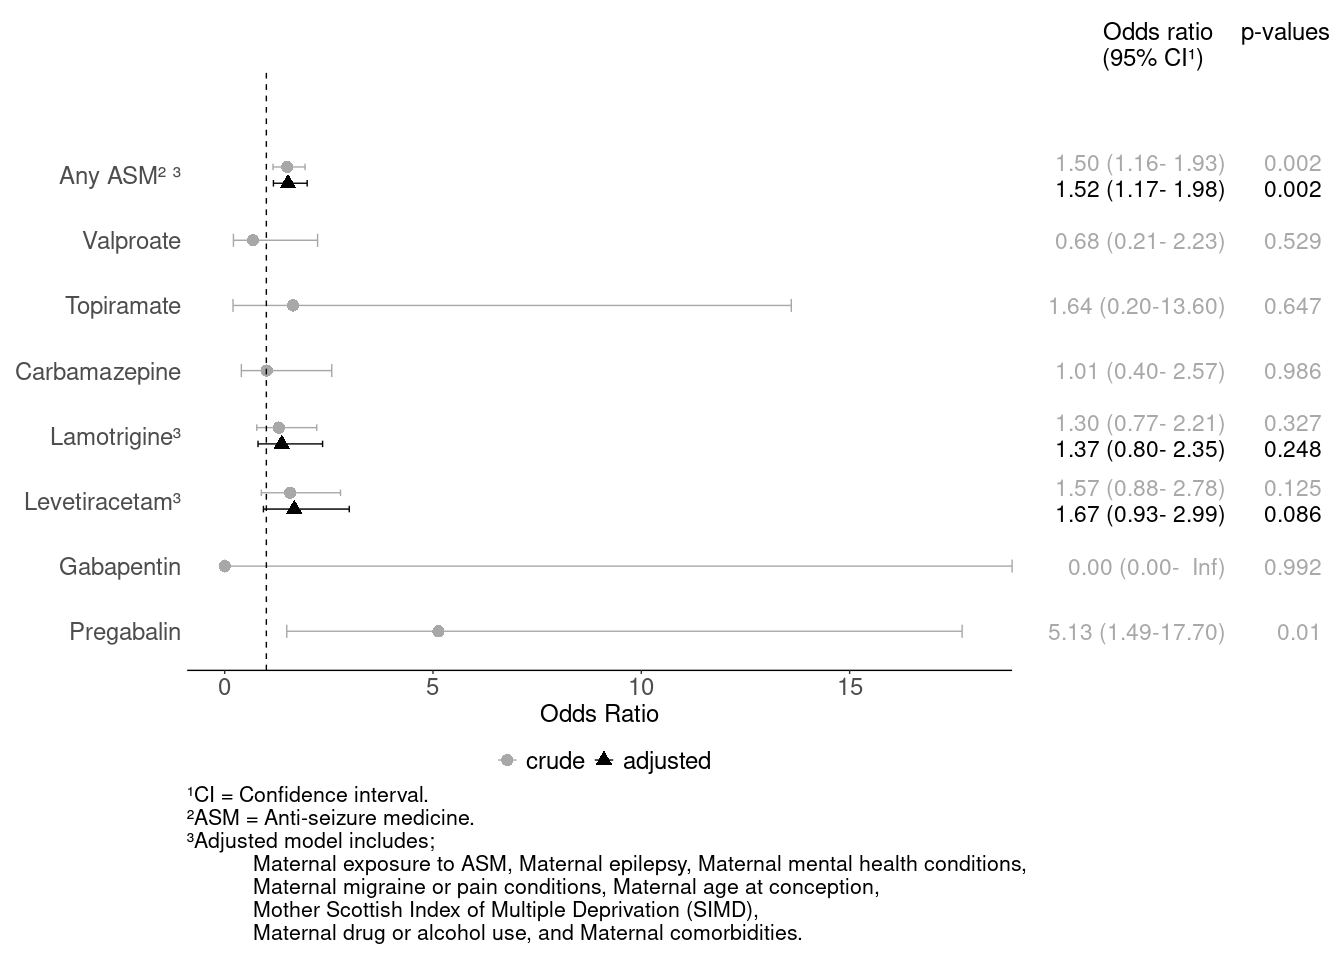 Odds ratio p-values
(95% CI¹)
Any ASM² ³ 1.50 (1.16- 1.93) 0.002
1.52 (1.17- 1.98) 0.002
Valproate 0.68 (0.21- 2.23) 0.529
Topiramate 1.64 (0.20-13.60) 0.647
Carbamazepine 1.01 (0.40- 2.57) 0.986
Lamotrigine³ 1.30 (0.77- 2.21) 0.327
1.37 (0.80- 2.35) 0.248
Levetiracetam³ 1.57 (0.88- 2.78) 0.125
1.67 (0.93- 2.99) 0.086
Gabapentin 0.00 (0.00-  Inf) 0.992
Pregabalin 5.13 (1.49-17.70) 0.01
0 5 10 15
Odds Ratio
crude adjusted
¹CI = Confidence interval.
²ASM = Anti-seizure medicine.
³Adjusted model includes;
Maternal exposure to ASM, Maternal epilepsy, Maternal mental health conditions,
Maternal migraine or pain conditions, Maternal age at conception,
Mother Scottish Index of Multiple Deprivation (SIMD),
Maternal drug or alcohol use, and Maternal comorbidities.